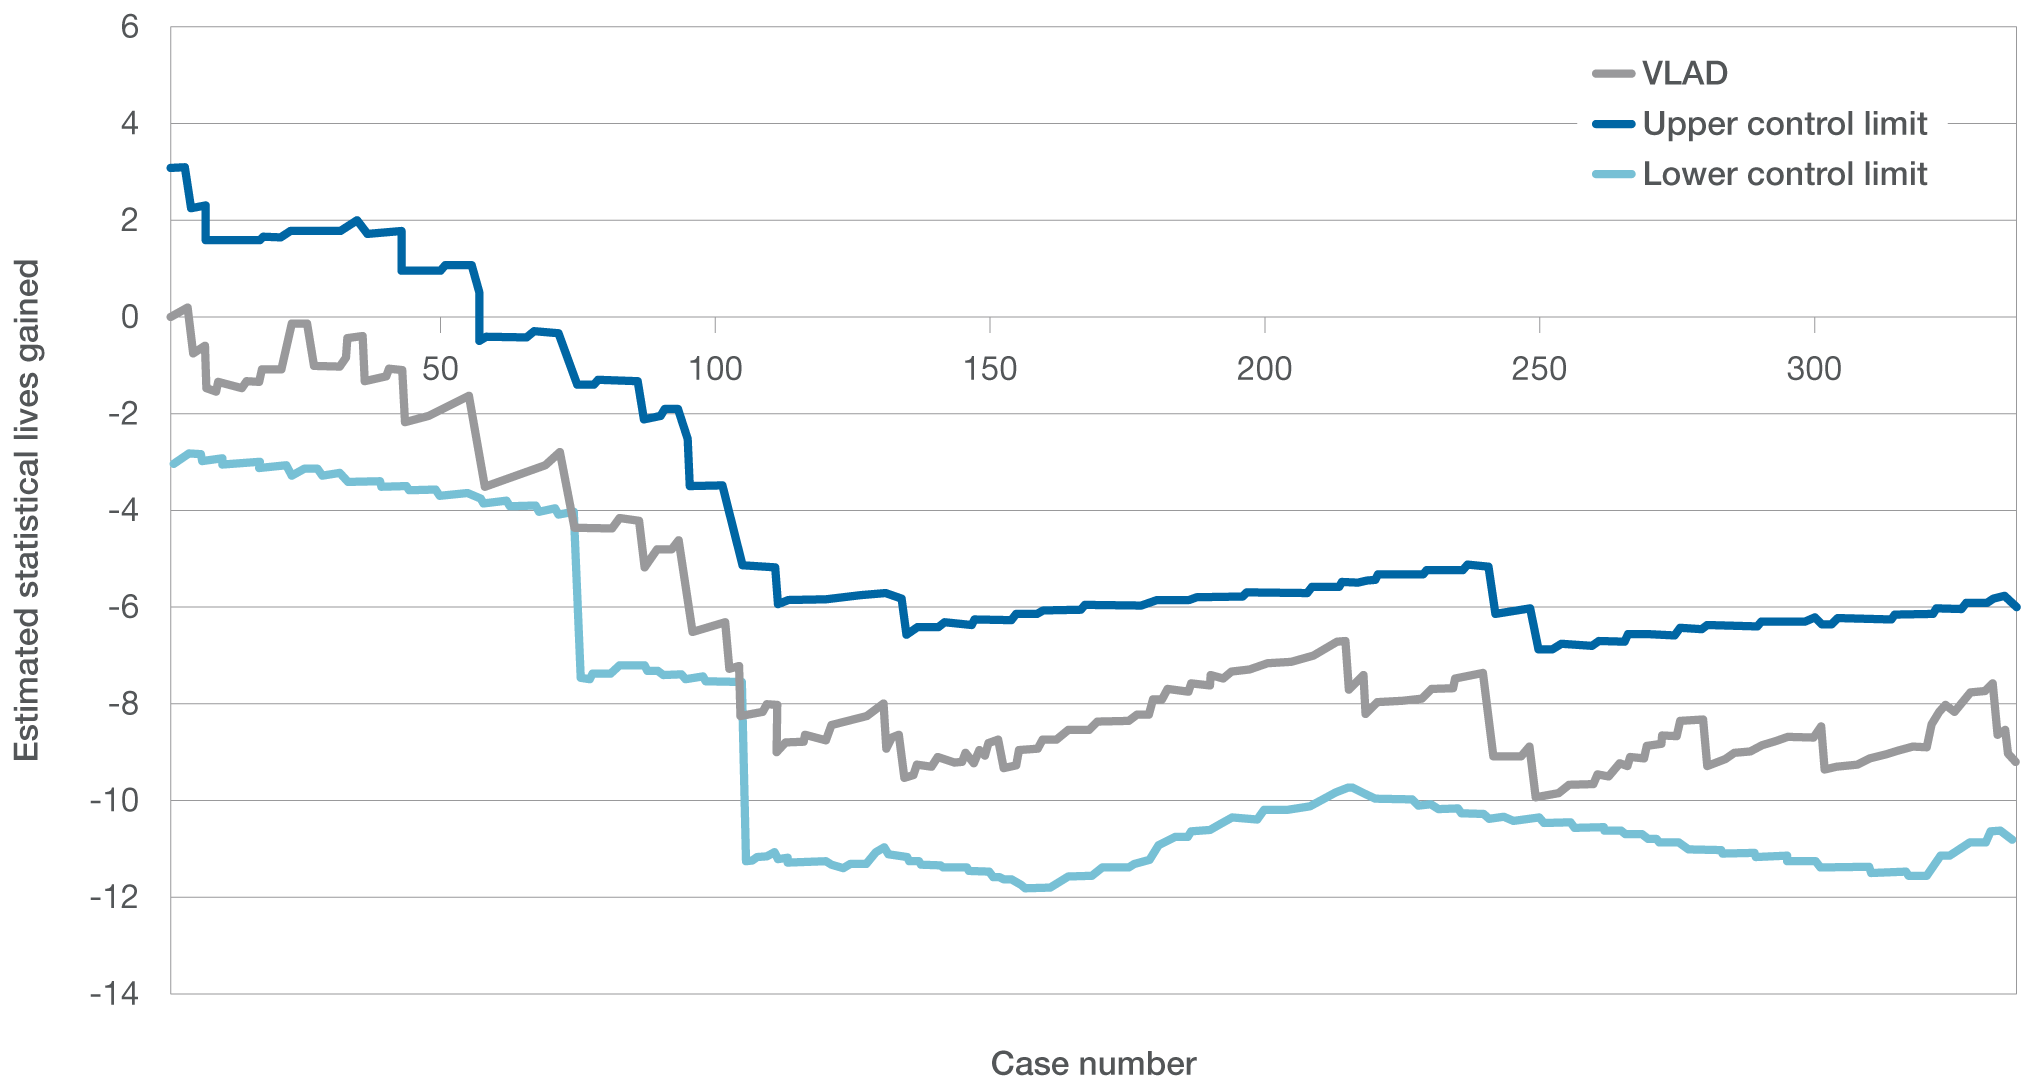 6
VLAD
4
Upper control limit
Lower control limit
2
0
50 100 150 200 250 300
-2
-4
-6
-8
-10
-12
-14
Estimated statistical lives gained
Case number